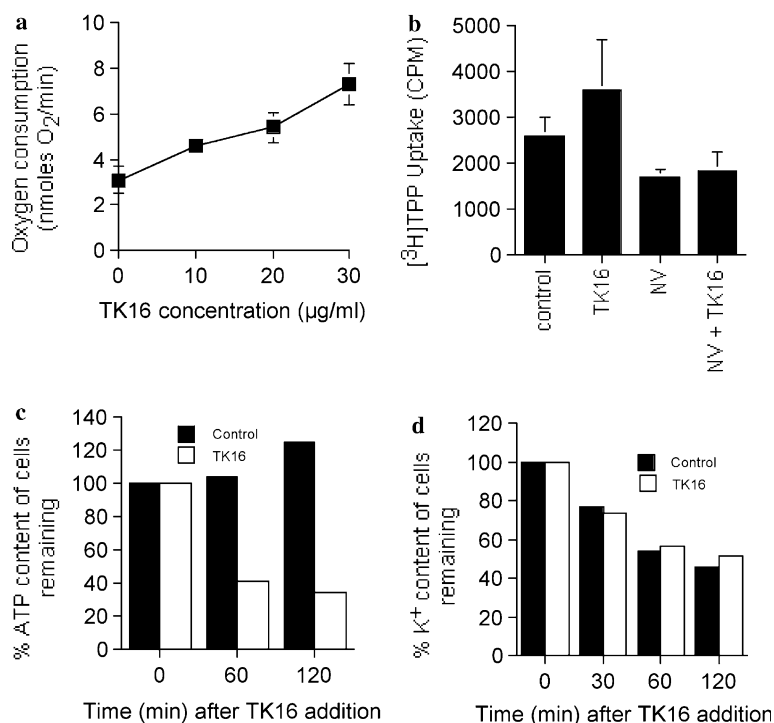 a
Oxygen consumption
(nmoles O2/min)
10
8
6
4
2
0
0 10 20 30
TK16 concentration (µg/ml)
b
[3H]TPP Uptake (CPM)
5000
4000
3000
2000
1000
0
control
TK16
NV
NV + TK16
c
% ATP content of cells
remaining
140
120
100
80
60
40
20
0
Control
TK16
0 60 120
Time (min) after TK16 addition
d
% K+ content of cells
remaining
120
100
80
60
40
20
0
Control
TK16
0 30 60 120
Time (min) after TK16 addition